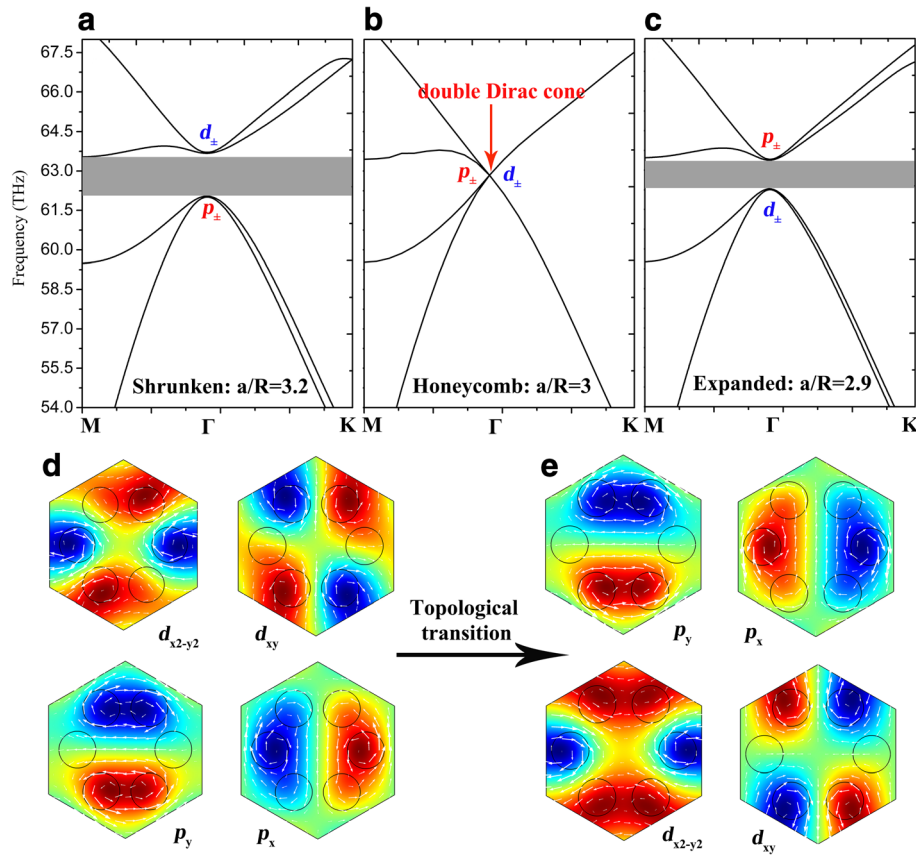 a
b
c
Frequency (THz)
67.5
66.0
64.5
63.0
61.5
60.0
58.5
57.0
55.5
54.0
d±
p±
Shrunken: a/R=3.2
M Γ K
double Dirac cone
p± d±
Honeycomb: a/R=3
M Γ K
p±
d±
Expanded: a/R=2.9
M Γ K
d
dx2-y2 dxy
py px
Topological
transition
e
py px
dx2-y2 dxy